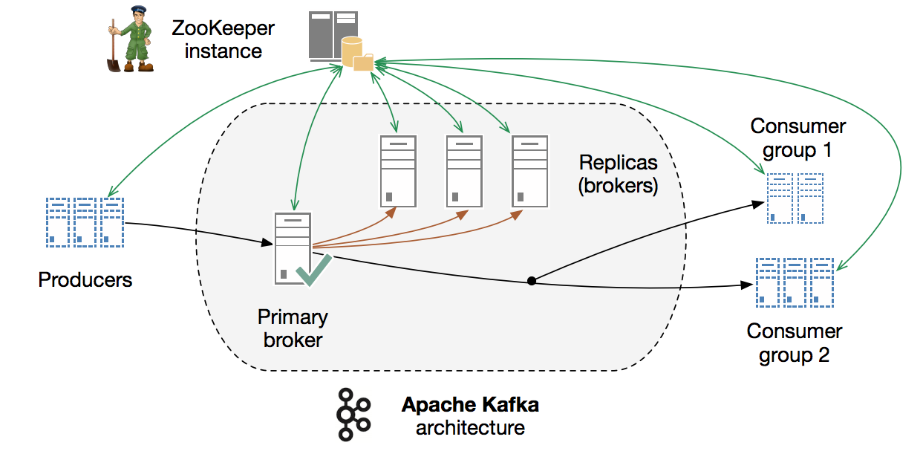 ZooKeeper
instance
Consumer
group 1
Replicas
(brokers)
Producers
Primary
broker
Consumer
group 2
Apache Kafka
architecture